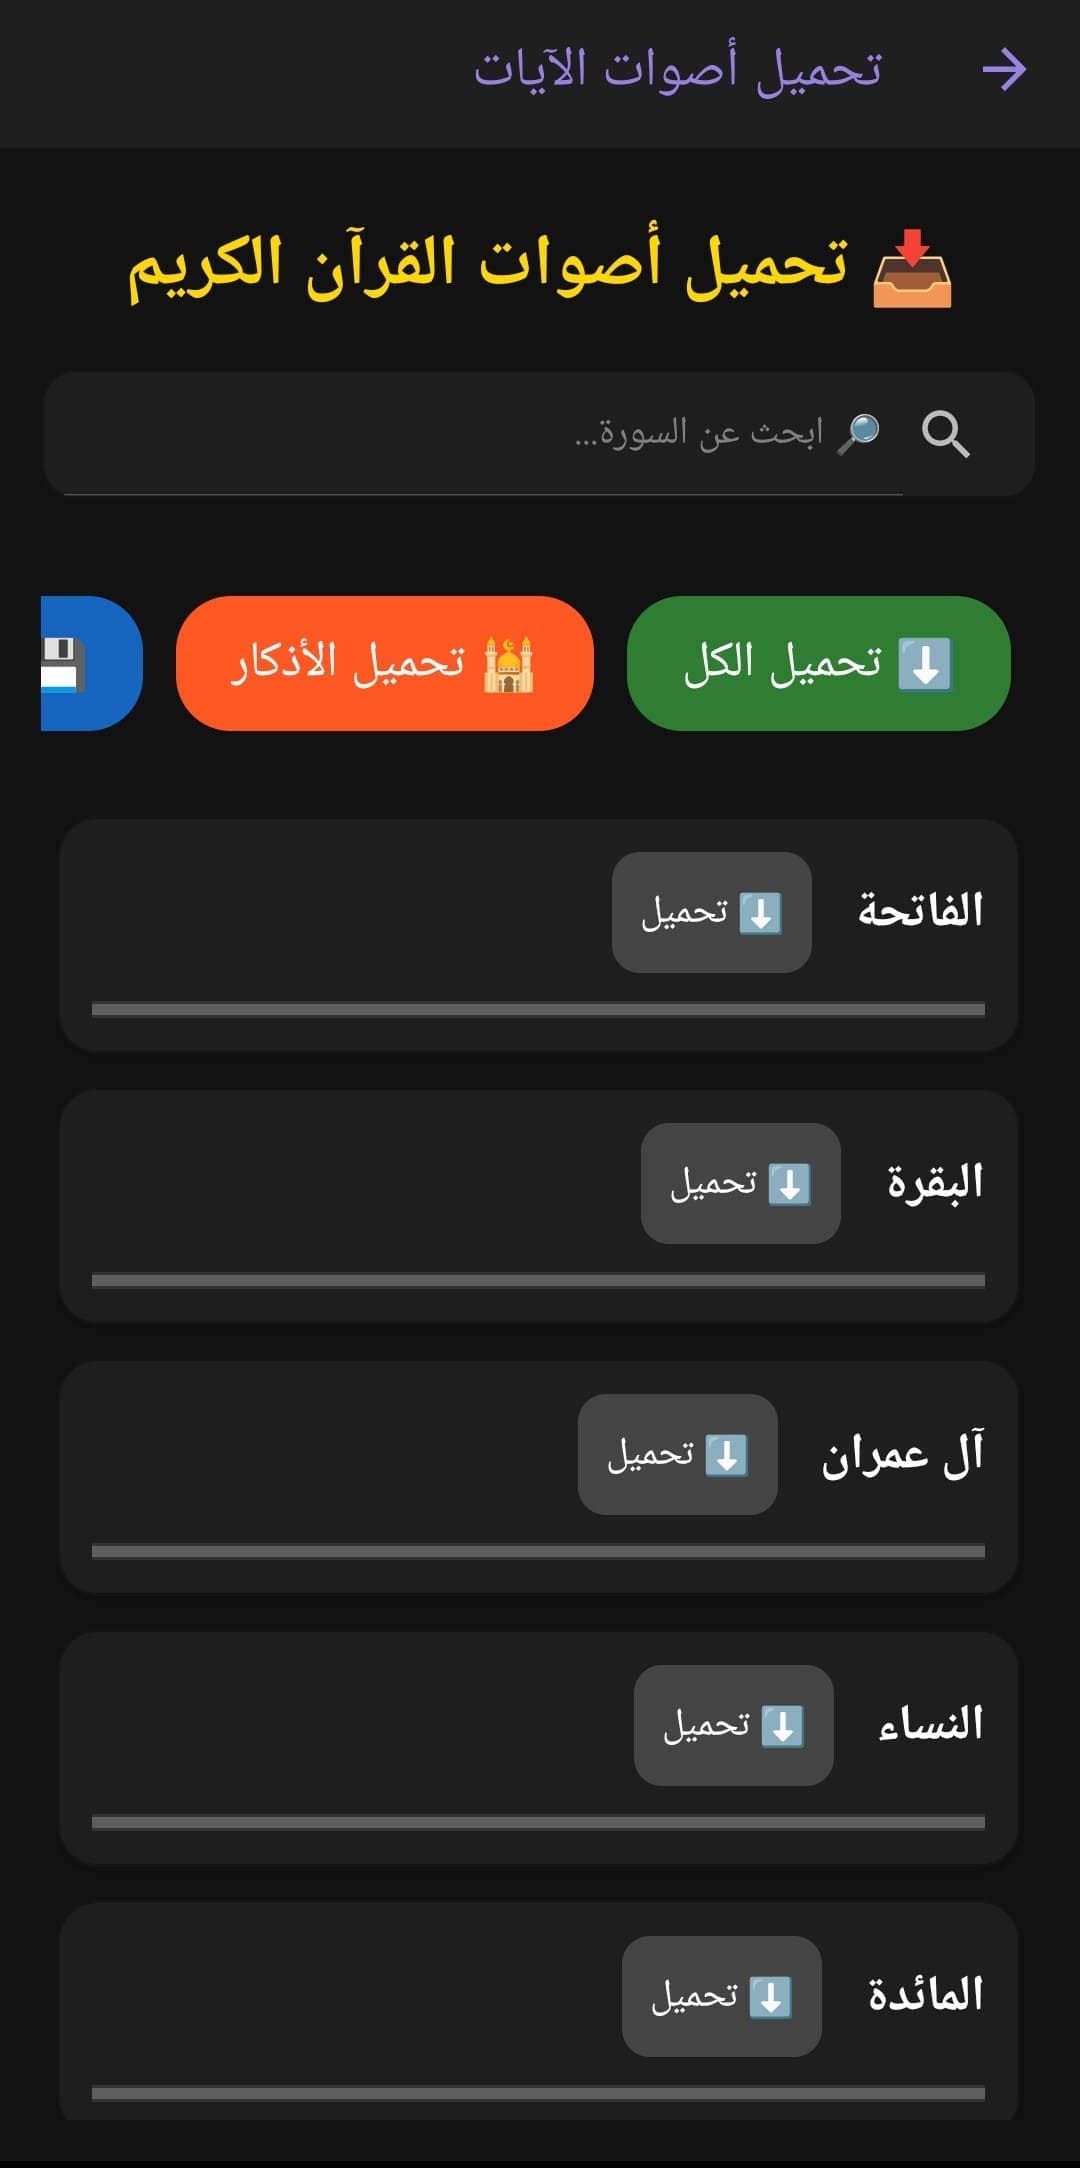 تحميل أصوات الآيات
📥 تحميل أصوات القرآن الكريم
🔎 ابحث عن السورة...
⬇️ تحميل الكل
🕌 تحميل الأذكار
💾
الفاتحة
⬇️ تحميل
البقرة
⬇️ تحميل
آل عمران
⬇️ تحميل
النساء
⬇️ تحميل
المائدة
⬇️ تحميل